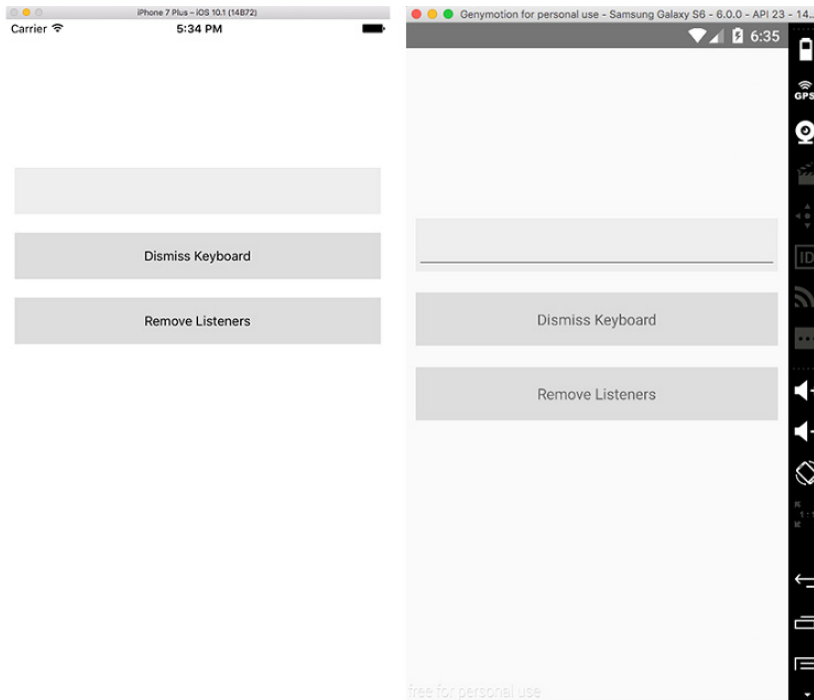 iPhone 7 Plus – iOS 10.1 (14B72)
Carrier
5:34 PM
Dismiss Keyboard
Remove Listeners
Genymotion for personal use - Samsung Galaxy S6 - 6.0.0 - API 23 - 14...
6:35
GPS
ID
1:1
Dismiss Keyboard
Remove Listeners
free for personal use